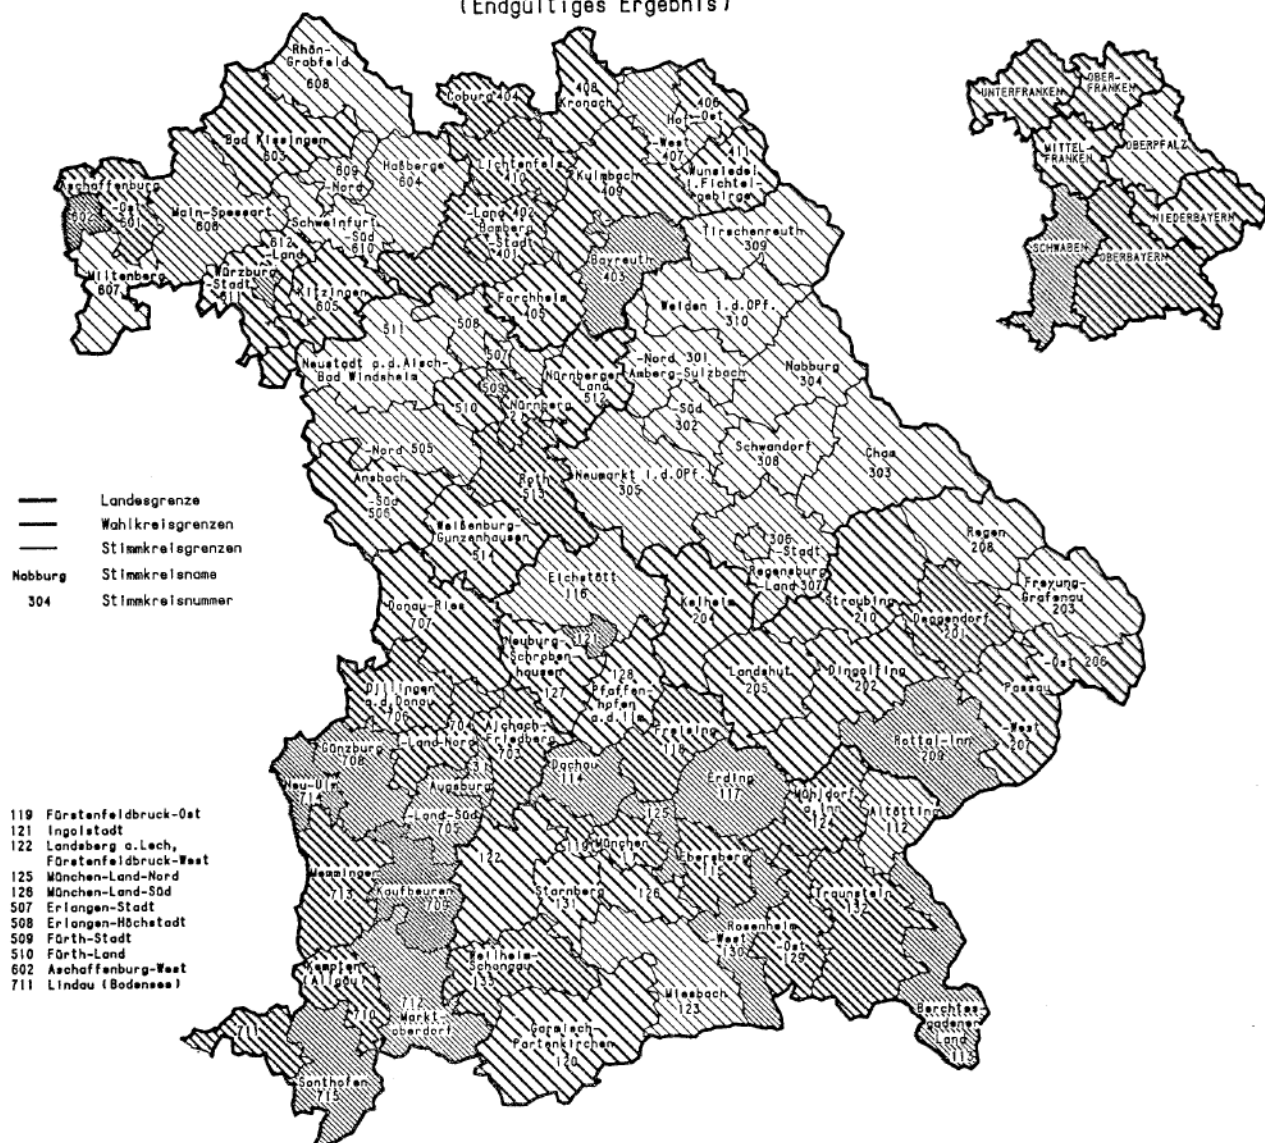 (Endgültiges Ergebnis)
Rhön-
Grabfeld
608
Coburg 404
408
Kronach
406
Hof-Ost
-West
407
Bad Kissingen
603
609
-Nord
Haßberge
604
Lichtenfels
410
Kulmbach
409
411
Wunsiedel
i.Fichtel-
gebirge
Aschaffenburg
-Ost
601
602
Main-Spessart
606
Schweinfurt
-Süd
610
-Land 402
Bamberg
-Stadt
401
Bayreuth
403
Tirschenreuth
309
Miltenberg
607
612
-Land
Würzburg
-Stadt
611
Kitzingen
605
Forchheim
405
Weiden i.d.OPf.
310
511
Neustadt a.d.Aisch-
Bad Windsheim
508
507
509
510
Nürnberg
Nürnberger
Land
512
-Nord 301
Amberg-Sulzbach
-Süd
302
Nabburg
304
-Nord 505
Ansbach
-Süd
506
Roth
513
Neumarkt i.d.OPf.
305
Schwandorf
308
Cham
303
Weißenburg-
Gunzenhausen
514
306
-Stadt
Regensburg
-Land 307
Regen
208
Eichstätt
116
Kelheim
204
Straubing
210
Deggendorf
201
Freyung-
Grafenau
203
Donau-Ries
707
121
Neuburg-
Schroben-
hausen
127
128
Pfaffen-
hofen
a.d.Ilm
Landshut
205
Dingolfing
202
-Ost 206
Passau
-West
207
Dillingen
a.d.Donau
706
704
-Land-Nord
Aichach-
Friedberg
703
Freising
118
Rottal-Inn
209
Günzburg
708
Neu-Ulm
714
Augsburg
-Land-Süd
705
Dachau
114
Erding
117
Mühldorf
a.Inn
124
Altötting
112
125
119
München
122
Ebersberg
115
Memmingen
713
Kaufbeuren
709
Starnberg
131
126
Traunstein
132
Rosenheim
-West
130
-Ost
129
Kempten
(Allgäu)
710
712
Markt-
oberdorf
Weilheim-
Schongau
133
Miesbach
123
Berchtes-
gadener
Land
113
711
Garmisch-
Partenkirchen
120
Sonthofen
715
UNTERFRANKEN
OBER-
FRANKEN
MITTEL-
FRANKEN
OBERPFALZ
NIEDERBAYERN
SCHWABEN
OBERBAYERN
Landesgrenze
Wahlkreisgrenzen
Stimmkreisgrenzen
Nabburg Stimmkreisname
304 Stimmkreisnummer
119 Fürstenfeldbruck-Ost
121 Ingolstadt
122 Landsberg a.Lech,
Fürstenfeldbruck-West
125 München-Land-Nord
126 München-Land-Süd
507 Erlangen-Stadt
508 Erlangen-Höchstadt
509 Fürth-Stadt
510 Fürth-Land
602 Aschaffenburg-West
711 Lindau (Bodensee)